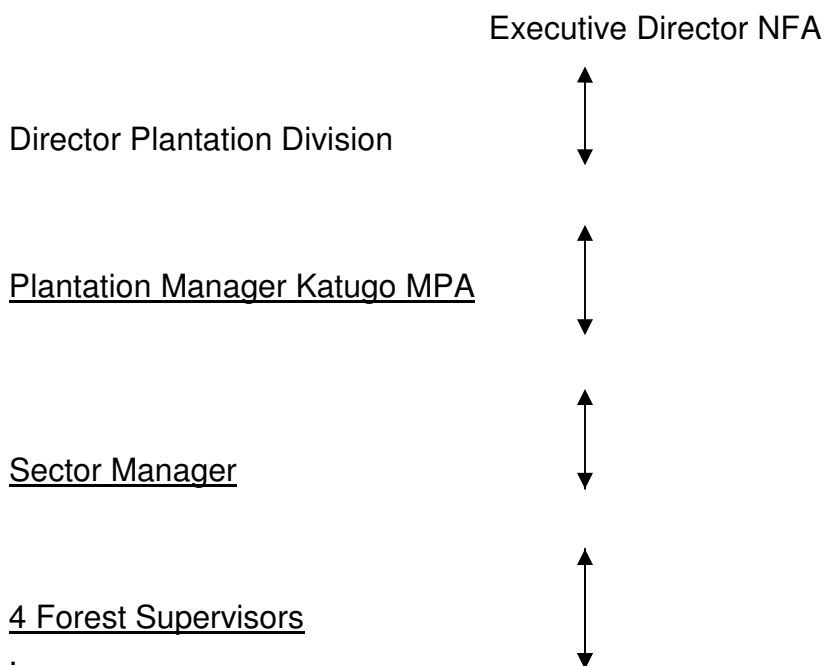 Executive Director NFA
Director Plantation Division
Plantation Manager Katugo MPA
Sector Manager
4 Forest Supervisors
.